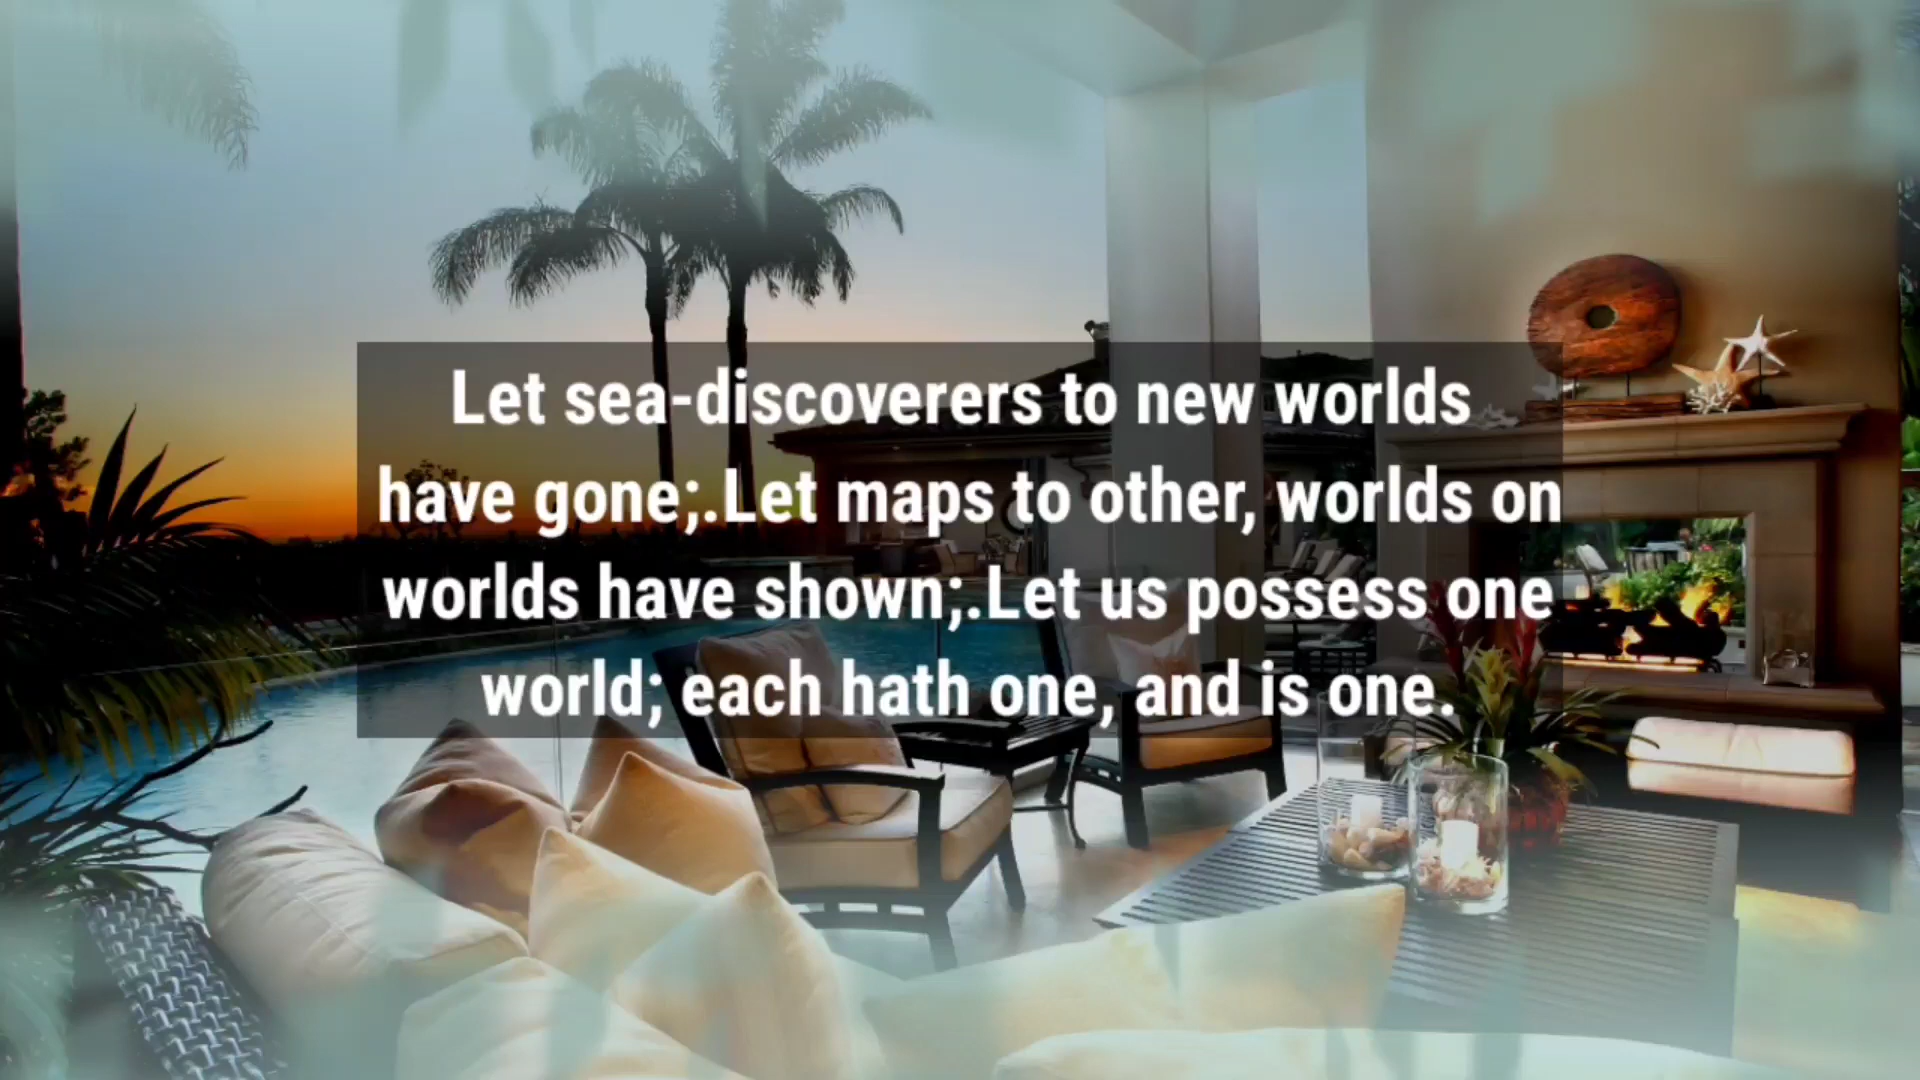 Let sea-discoverers to new worlds
have gone;.Let maps to other, worlds on
worlds have shown;.Let us possess one
world; each hath one, and is one.